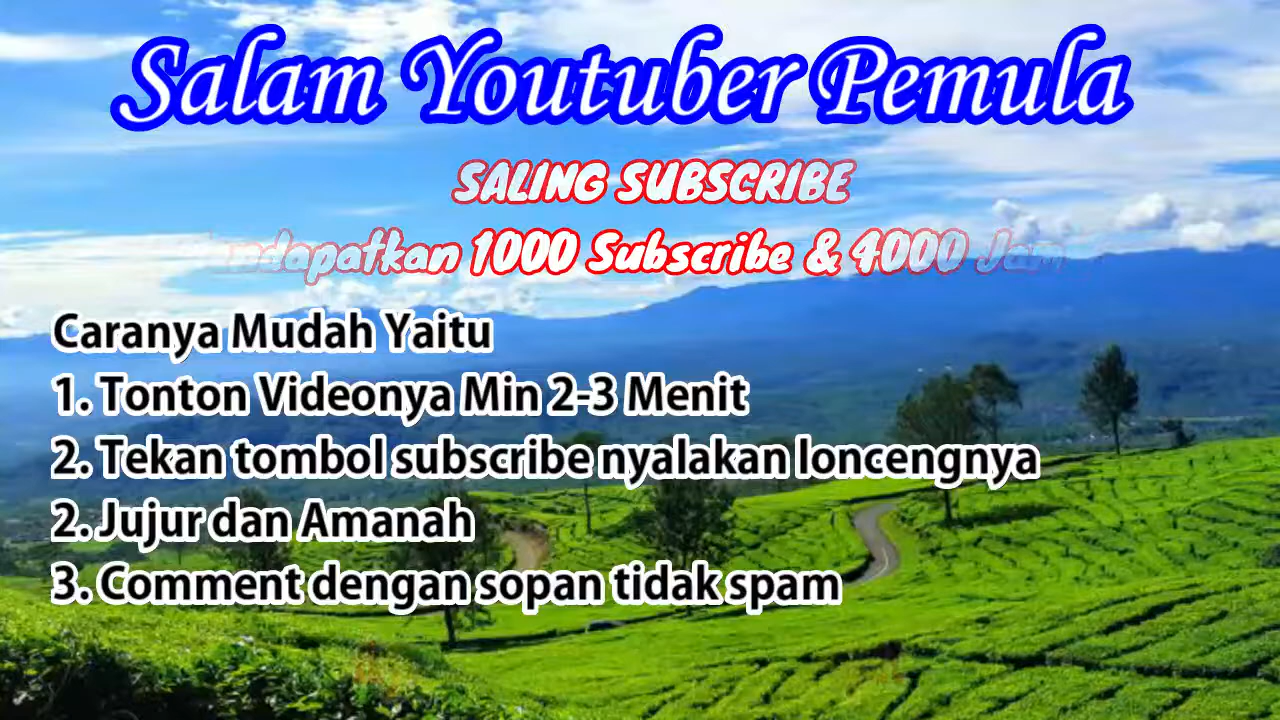 Salam Youtuber Pemula
SALING SUBSCRIBE
1000 Subscribe & 4000 Jam
Caranya Mudah Yaitu
1. Tonton Videonya Min 2-3 Menit
2. Tekan tombol subscribe nyalakan loncengnya
2. Jujur dan Amanah
3. Comment dengan sopan tidak spam